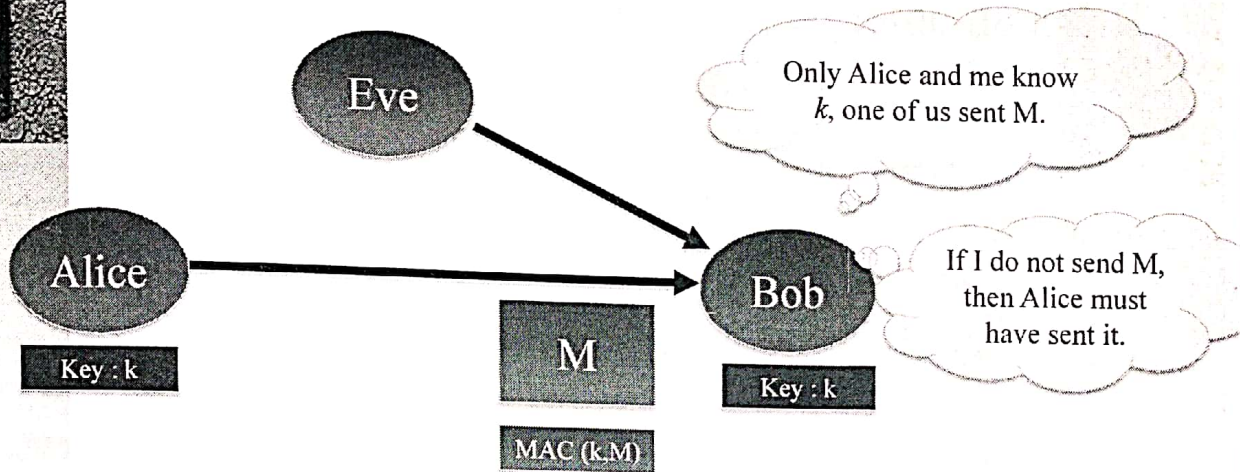 Eve
Only Alice and me know
k, one of us sent M.
Alice
Bob
If I do not send M,
then Alice must
have sent it.
Key : k
M
Key : k
MAC (k,M)